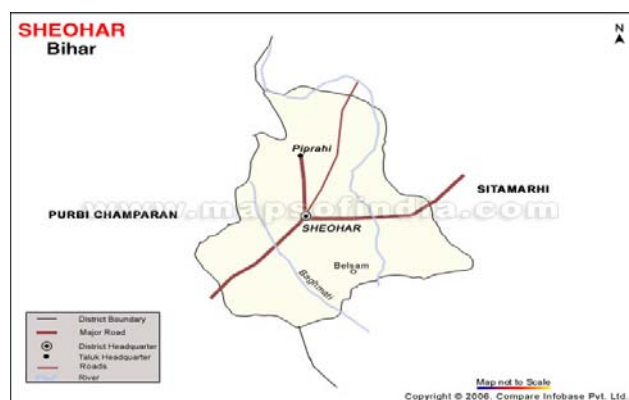 SHEOHAR
Bihar
N
Piprahi
SITAMARHI
www.mapsofindia.com
PURBI CHAMPARAN
SHEOHAR
Belsam
Baghmati
District Boundary
Major Road
District Headquarter
Taluk Headquarter
Roads
River
Map not to Scale
Copyright © 2006, Compare Infobase Pvt. Ltd.